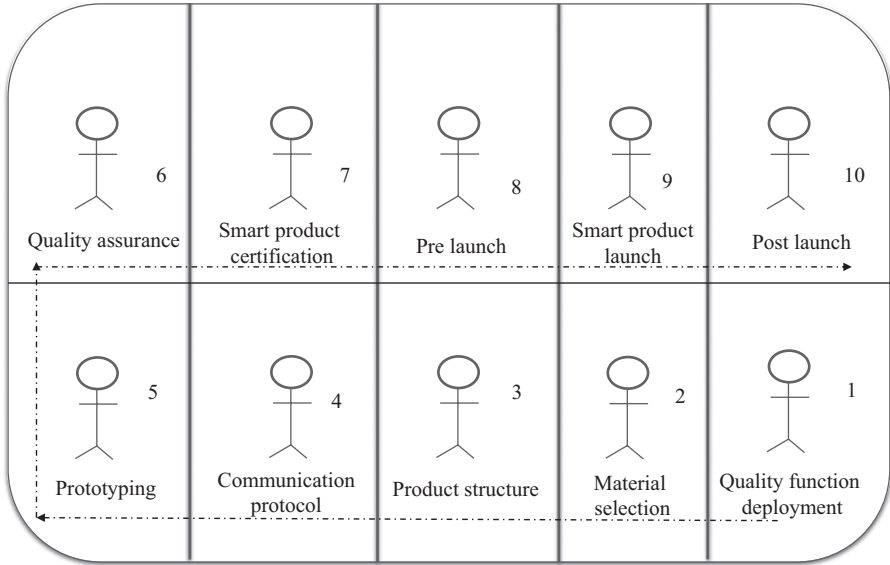 6
7
8
9
10
Quality assurance
Smart product
certification
Pre launch
Smart product
launch
Post launch
5
4
3
2
1
Prototyping
Communication
protocol
Product structure
Material
selection
Quality function
deployment